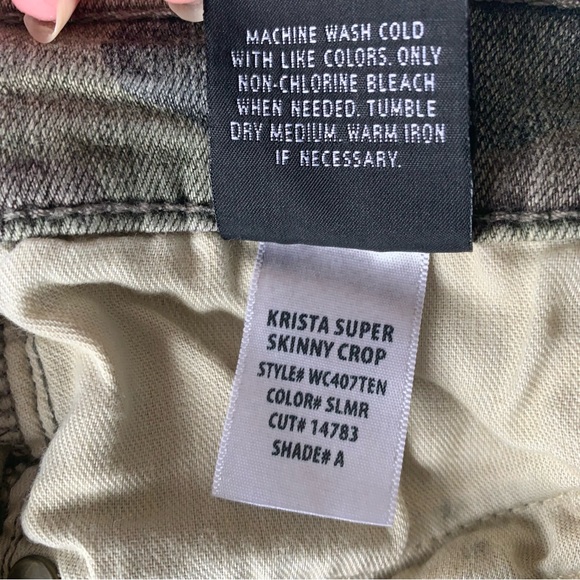 MACHINE WASH COLD
WITH LIKE COLORS. ONLY
NON-CHLORINE BLEACH
WHEN NEEDED. TUMBLE
DRY MEDIUM. WARM IRON
IF NECESSARY.
KRISTA SUPER
SKINNY CROP
STYLE# WC407TEN
COLOR# SLMR
CUT# 14783
SHADE# A